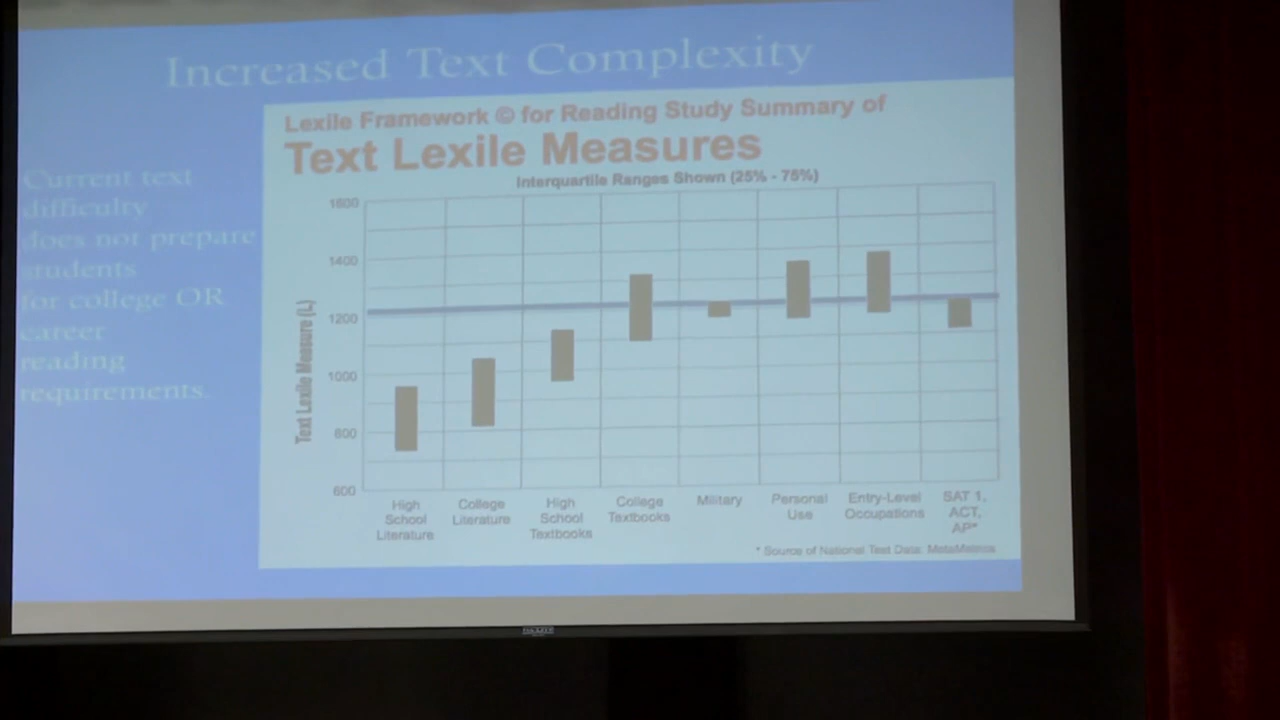 Increased Text Complexity
Current text
difficulty
does not prepare
students
for college OR
career
reading
requirements.
Lexile Framework © for Reading Study Summary of
Text Lexile Measures
Interquartile Ranges Shown (25% - 75%)
Text Lexile Measure (L)
1600
1400
1200
1000
800
600
High
School
Literature
College
Literature
High
School
Textbooks
College
Textbooks
Military
Personal
Use
Entry-Level
Occupations
SAT 1,
ACT,
AP*
* Source of National Test Data: MetaMetrics
DA-LITE